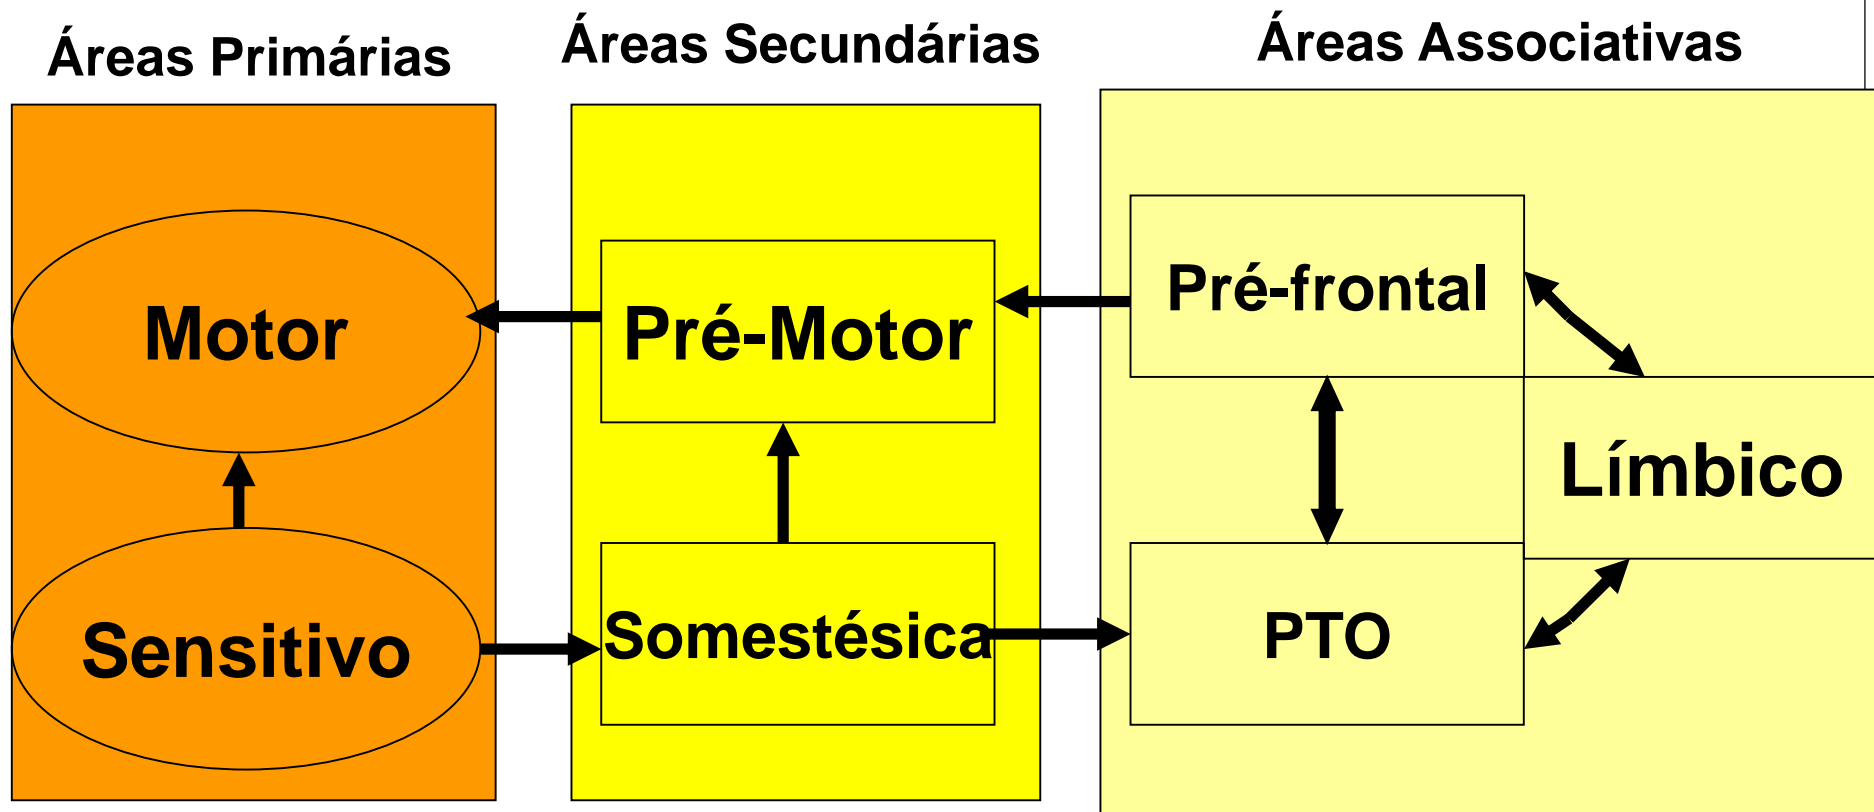 Áreas Primárias
Áreas Secundárias
Áreas Associativas
Motor
Pré-Motor
Pré-frontal
Límbico
Sensitivo
Somestésica
PTO